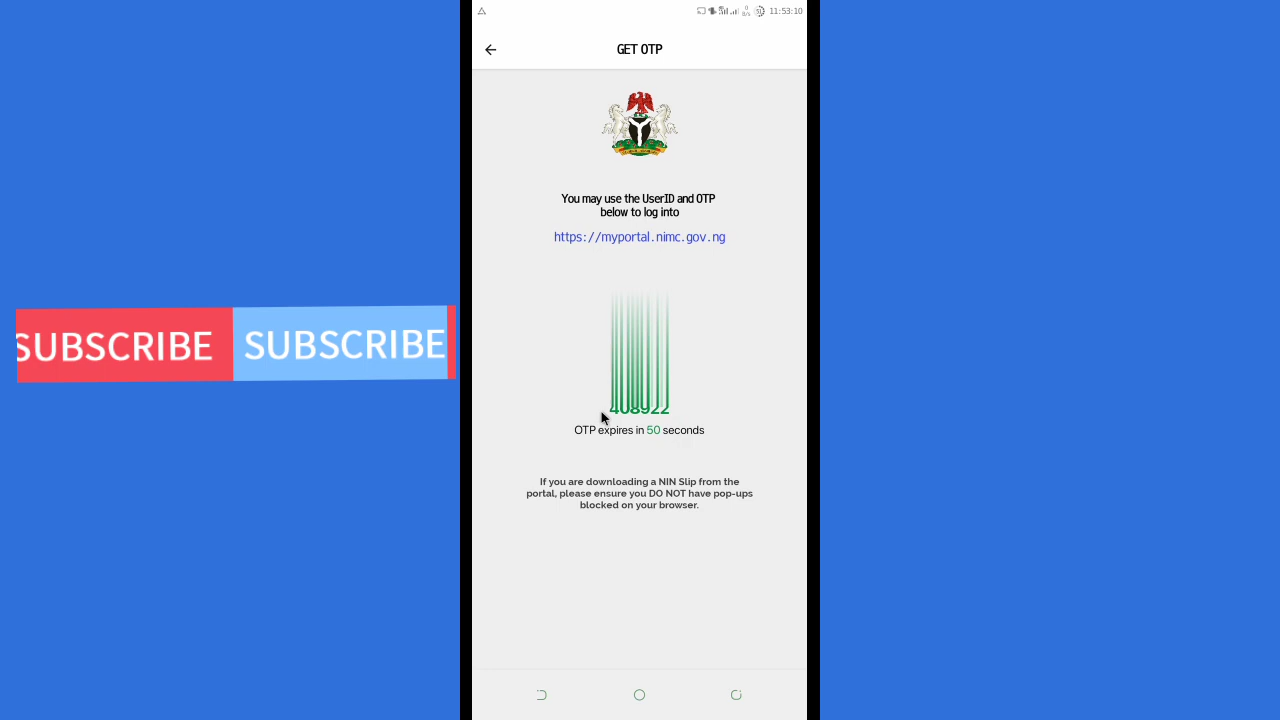 11:53:10
GET OTP
You may use the UserID and OTP
below to log into
https://myportal.nimc.gov.ng
SUBSCRIBE SUBSCRIBE
408922
OTP expires in 50 seconds
If you are downloading a NIN Slip from the
portal, please ensure you DO NOT have pop-ups
blocked on your browser.